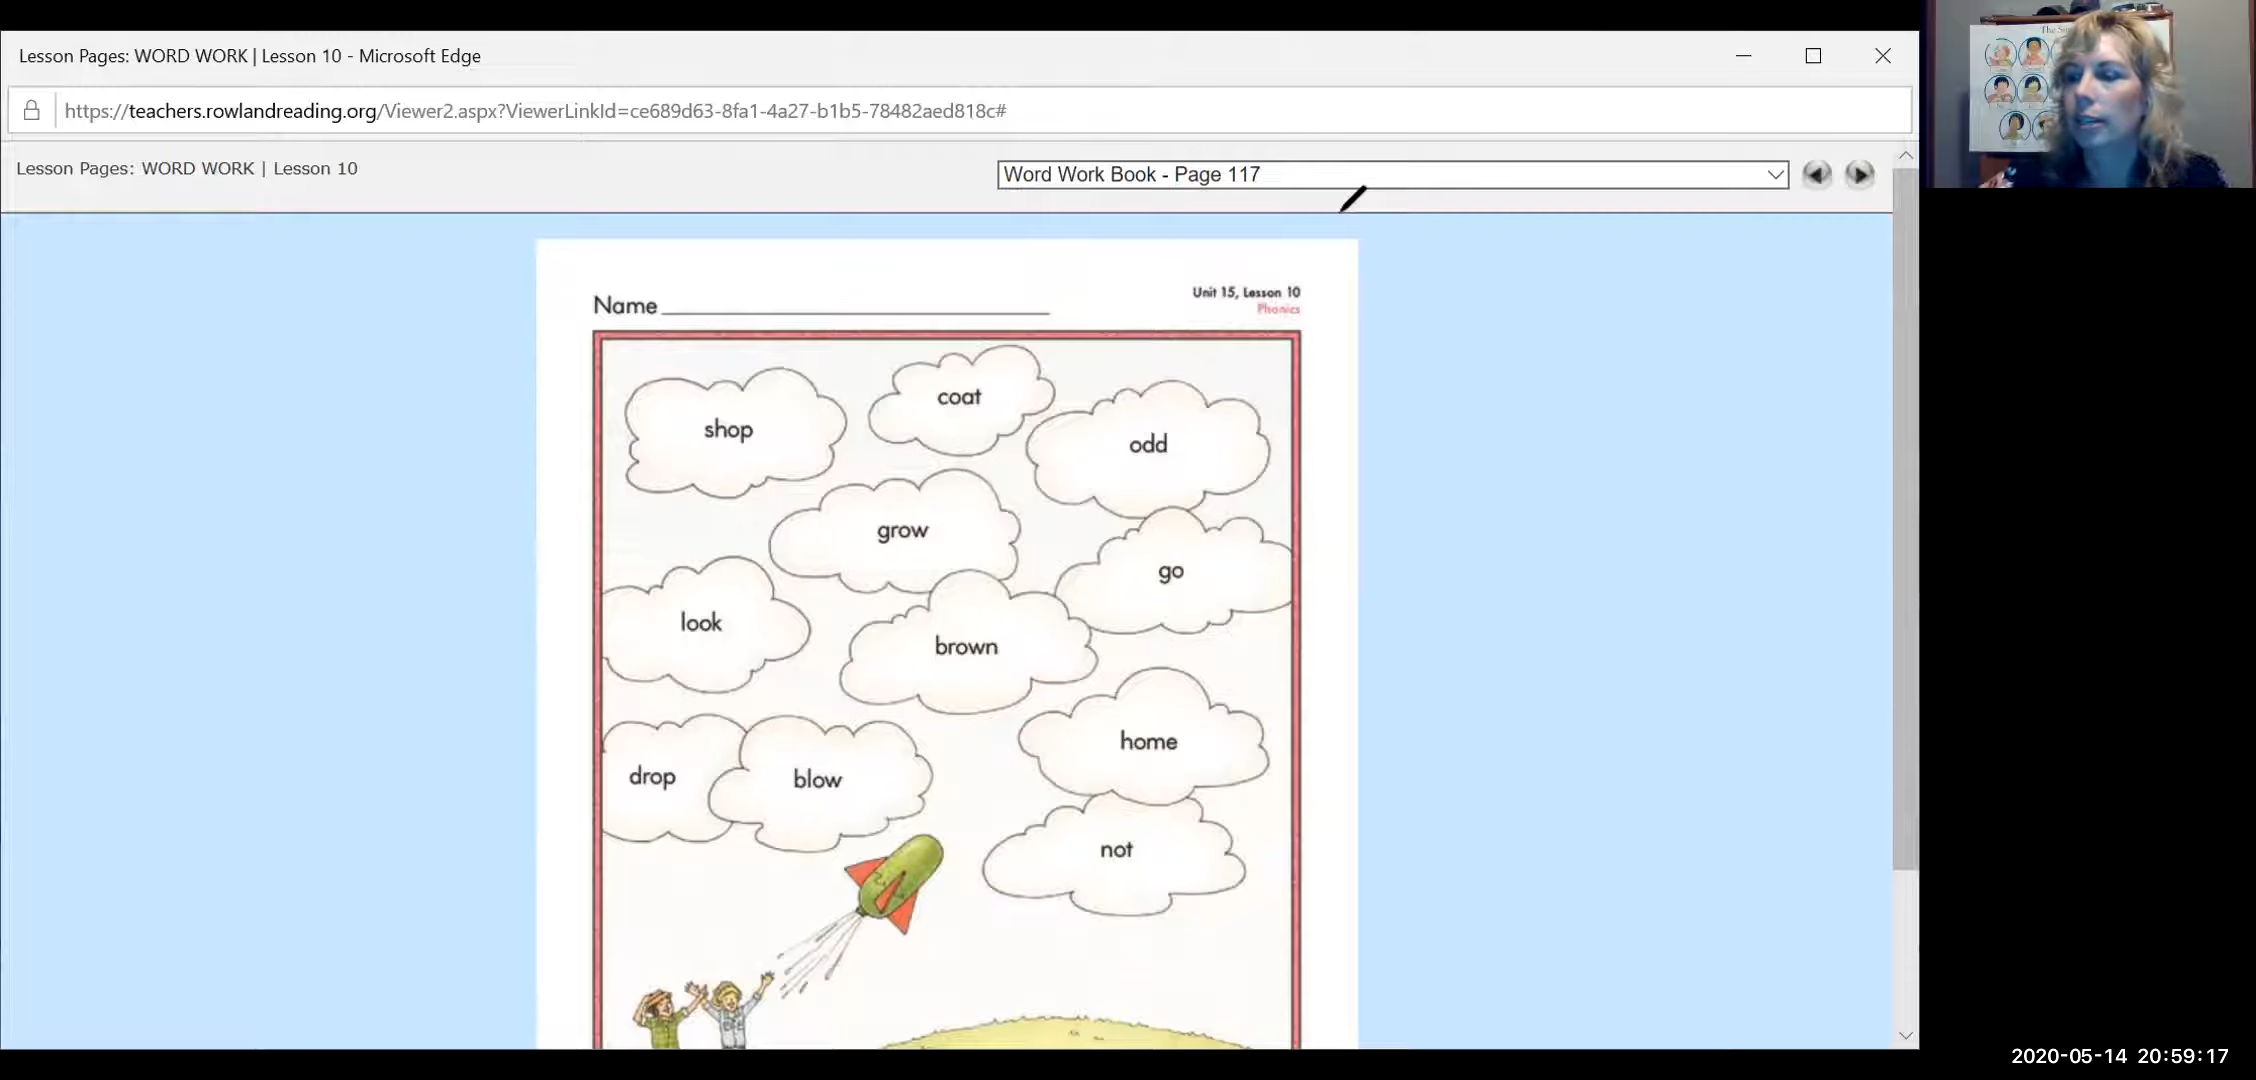 Lesson Pages: WORD WORK | Lesson 10 - Microsoft Edge
https://teachers.rowlandreading.org/Viewer2.aspx?ViewerLinkId=ce689d63-8fa1-4a27-b1b5-78482aed818c#
Lesson Pages: WORD WORK | Lesson 10
Word Work Book - Page 117
Name
Unit 15, Lesson 10
Phonics
shop
coat
odd
grow
go
look
brown
drop
blow
home
not
2020-05-14 20:59:17